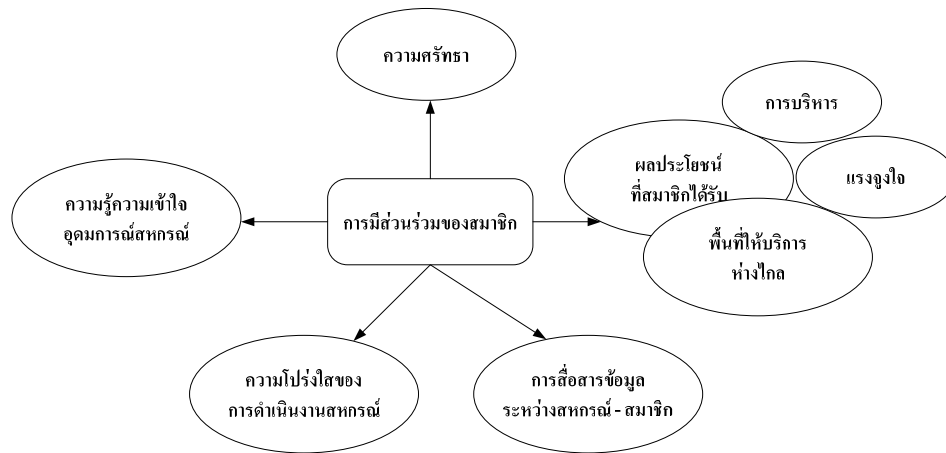 ความศรัทธา
การบริหาร
ผลประโยชน์
ที่สมาชิกได้รับ
แรงจูงใจ
ความรู้ความเข้าใจ
อุดมการณ์สหกรณ์
การมีส่วนร่วมของสมาชิก
พื้นที่ให้บริการ
ห่างไกล
ความโปร่งใสของ
การดำเนินงานสหกรณ์
การสื่อสารข้อมูล
ระหว่างสหกรณ์ - สมาชิก